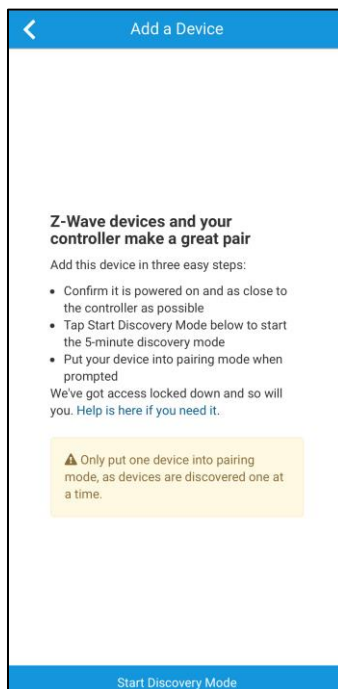 Add a Device
Z-Wave devices and your
controller make a great pair
Add this device in three easy steps:
• Confirm it is powered on and as close to
the controller as possible
• Tap Start Discovery Mode below to start
the 5-minute discovery mode
• Put your device into pairing mode when
prompted
We've got access locked down and so will
you. Help is here if you need it.
Only put one device into pairing
mode, as devices are discovered one at
a time.
Start Discovery Mode